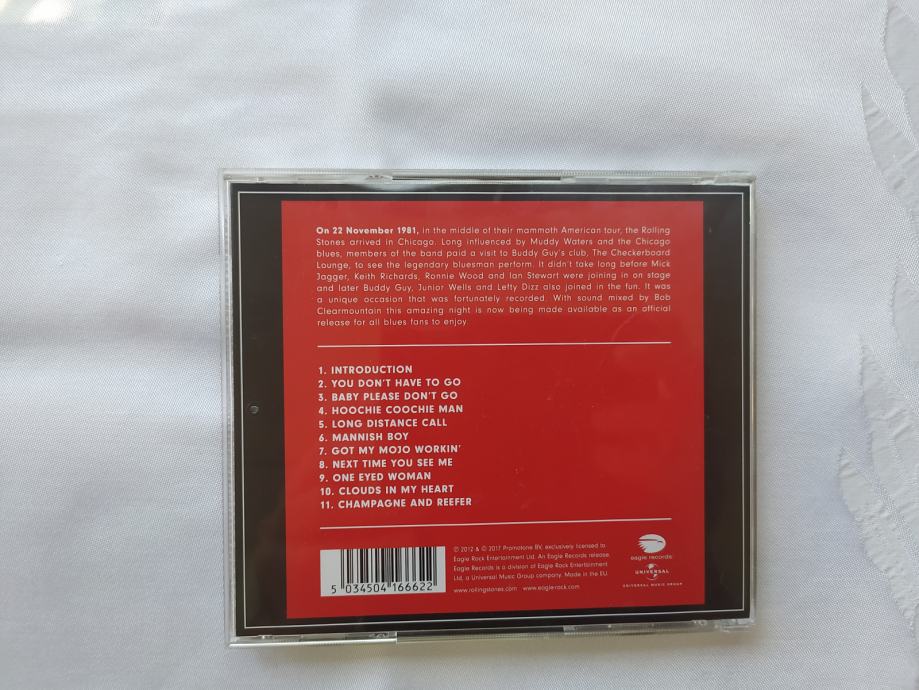 On 22 November 1981, in the middle of their mammoth American tour, the Rolling
Stones arrived in Chicago. Long influenced by Muddy Waters and the Chicago
blues, members of the band paid a visit to Buddy Guy's club, The Checkerboard
Lounge, to see the legendary bluesman perform. It didn't take long before Mick
Jagger, Keith Richards, Ronnie Wood and Ian Stewart were joining in on stage
and later Buddy Guy, Junior Wells and Lefty Dizz also joined in the fun. It was
a unique occasion that was fortunately recorded. With sound mixed by Bob
Clearmountain this amazing night is now being made available as an official
release for all blues fans to enjoy.
1. INTRODUCTION
2. YOU DON'T HAVE TO GO
3. BABY PLEASE DON'T GO
4. HOOCHIE COOCHIE MAN
5. LONG DISTANCE CALL
6. MANNISH BOY
7. GOT MY MOJO WORKIN'
8. NEXT TIME YOU SEE ME
9. ONE EYED WOMAN
10. CLOUDS IN MY HEART
11. CHAMPAGNE AND REEFER
5 034504 166622
℗ 2012 & © 2017 Promotone BV, exclusively licensed to
Eagle Rock Entertainment Ltd. An Eagle Records release.
Eagle Records is a division of Eagle Rock Entertainment
Ltd, a Universal Music Group company. Made in the EU.
www.rollingstones.com www.eagle-rock.com
eagle records
UNIVERSAL
UNIVERSAL MUSIC GROUP